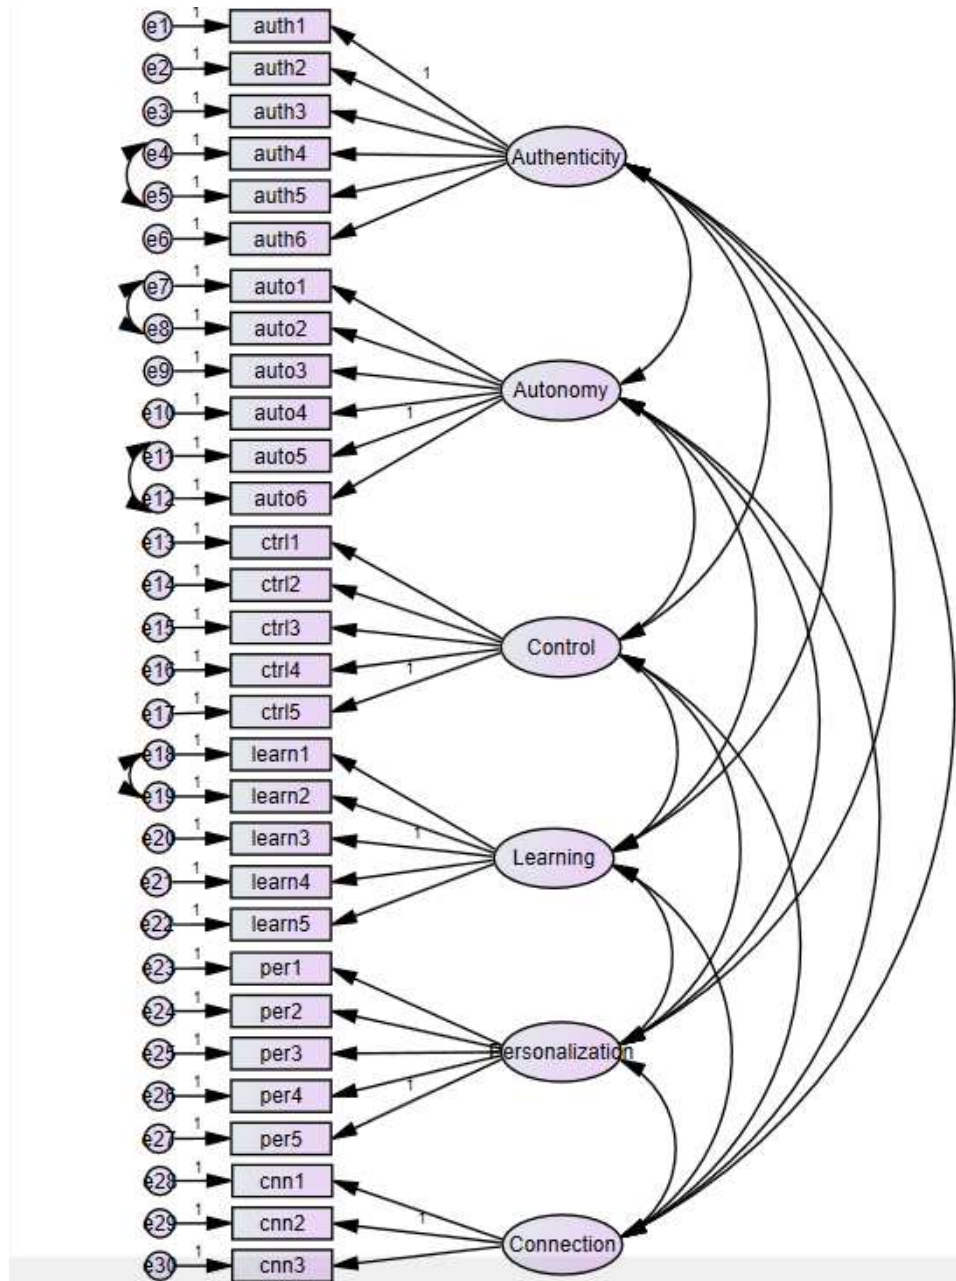 e1 1 auth1
1
e2 1 auth2
e3 1 auth3
e4 1 auth4 Authenticity
e5 1 auth5
e6 1 auth6
e7 1 auto1
e8 1 auto2
e9 1 auto3 Autonomy
e10 1 auto4 1
e11 1 auto5
e12 1 auto6
e13 1 ctrl1
e14 1 ctrl2
e15 1 ctrl3 Control
e16 1 ctrl4 1
e17 1 ctrl5
e18 1 learn1
e19 1 learn2
e20 1 learn3 1 Learning
e21 1 learn4
e22 1 learn5
e23 1 per1
e24 1 per2
e25 1 per3 Personalization
e26 1 per4 1
e27 1 per5
e28 1 cnn1
e29 1 cnn2 1 Connection
e30 1 cnn3